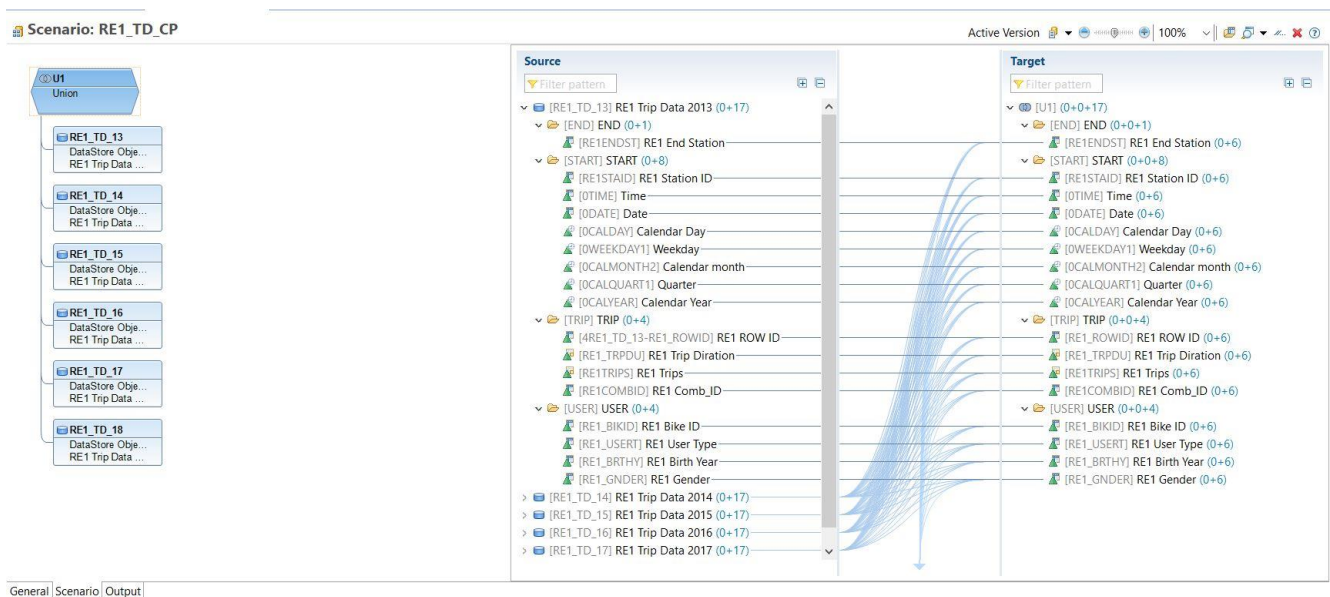 Scenario: RE1_TD_CP
Active Version
100%
U1
Union
RE1_TD_13
DataStore Obje...
RE1 Trip Data ...
RE1_TD_14
DataStore Obje...
RE1 Trip Data ...
RE1_TD_15
DataStore Obje...
RE1 Trip Data ...
RE1_TD_16
DataStore Obje...
RE1 Trip Data ...
RE1_TD_17
DataStore Obje...
RE1 Trip Data ...
RE1_TD_18
DataStore Obje...
RE1 Trip Data ...
Source
Filter pattern
[RE1_TD_13] RE1 Trip Data 2013 (0+17)
[END] END (0+1)
[RE1ENDST] RE1 End Station
[START] START (0+8)
[RE1STAID] RE1 Station ID
[0TIME] Time
[0DATE] Date
[0CALDAY] Calendar Day
[0WEEKDAY1] Weekday
[0CALMONTH2] Calendar month
[0CALQUART1] Quarter
[0CALYEAR] Calendar Year
[TRIP] TRIP (0+4)
[4RE1_TD_13-RE1_ROWID] RE1 ROW ID
[RE1_TRPDU] RE1 Trip Diration
[RE1TRIPS] RE1 Trips
[RE1COMBID] RE1 Comb_ID
[USER] USER (0+4)
[RE1_BIKID] RE1 Bike ID
[RE1_USERT] RE1 User Type
[RE1_BRTHY] RE1 Birth Year
[RE1_GNDER] RE1 Gender
[RE1_TD_14] RE1 Trip Data 2014 (0+17)
[RE1_TD_15] RE1 Trip Data 2015 (0+17)
[RE1_TD_16] RE1 Trip Data 2016 (0+17)
[RE1_TD_17] RE1 Trip Data 2017 (0+17)
Target
Filter pattern
[U1] (0+0+17)
[END] END (0+0+1)
[RE1ENDST] RE1 End Station (0+6)
[START] START (0+0+8)
[RE1STAID] RE1 Station ID (0+6)
[0TIME] Time (0+6)
[0DATE] Date (0+6)
[0CALDAY] Calendar Day (0+6)
[0WEEKDAY1] Weekday (0+6)
[0CALMONTH2] Calendar month (0+6)
[0CALQUART1] Quarter (0+6)
[0CALYEAR] Calendar Year (0+6)
[TRIP] TRIP (0+0+4)
[RE1_ROWID] RE1 ROW ID (0+6)
[RE1_TRPDU] RE1 Trip Diration (0+6)
[RE1TRIPS] RE1 Trips (0+6)
[RE1COMBID] RE1 Comb_ID (0+6)
[USER] USER (0+0+4)
[RE1_BIKID] RE1 Bike ID (0+6)
[RE1_USERT] RE1 User Type (0+6)
[RE1_BRTHY] RE1 Birth Year (0+6)
[RE1_GNDER] RE1 Gender (0+6)
General Scenario Output